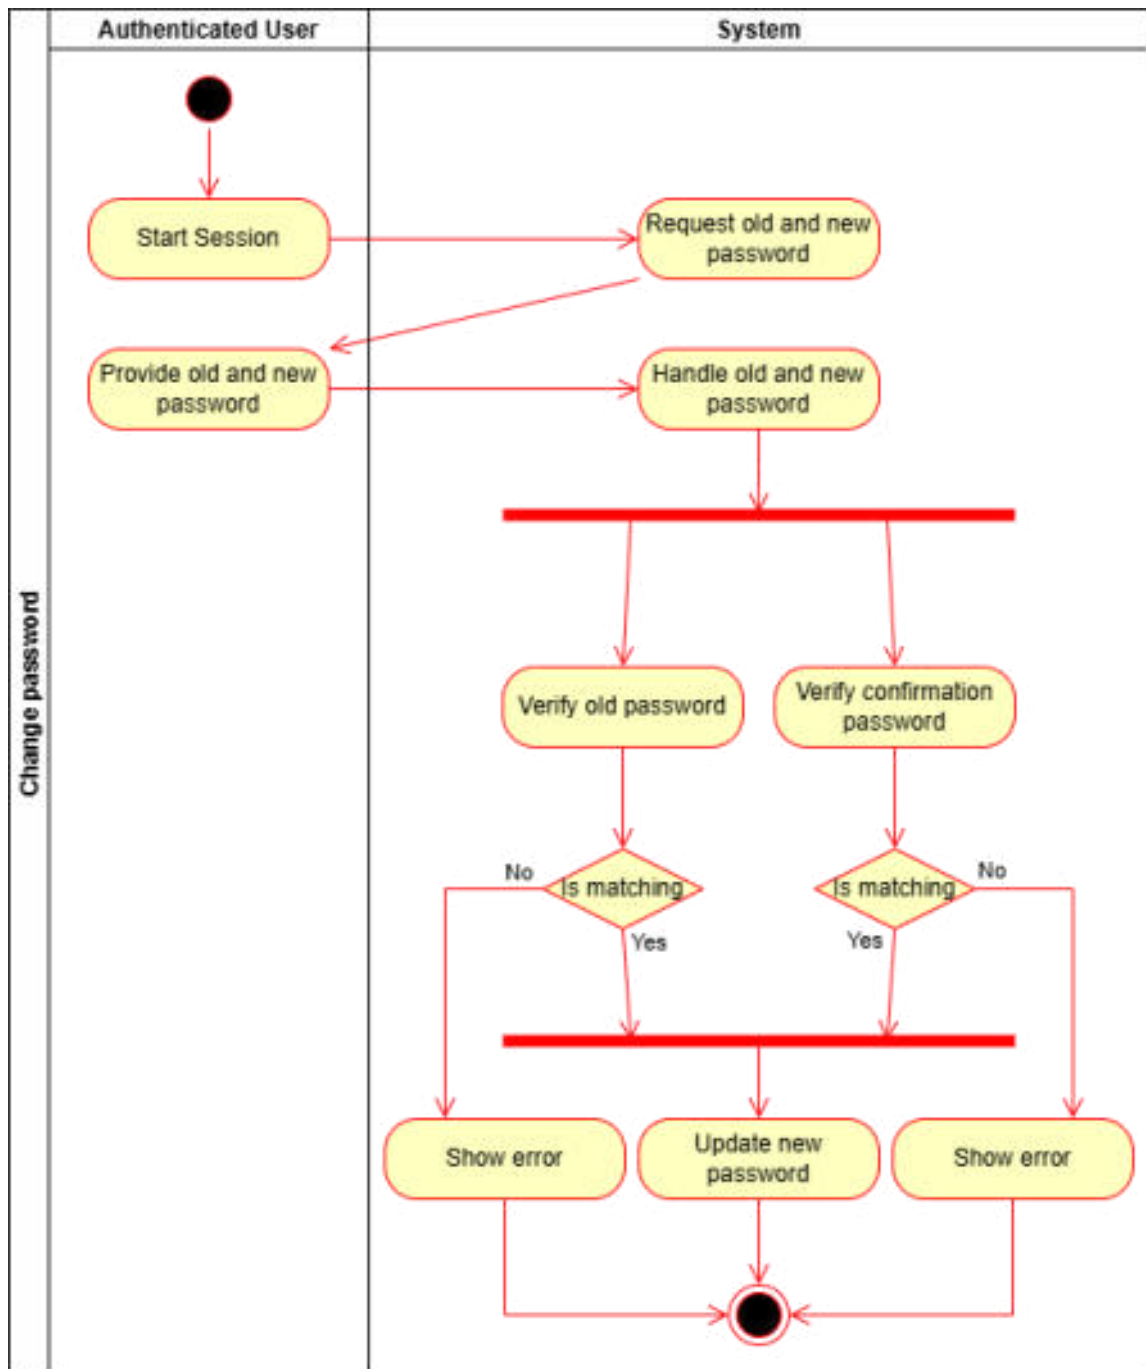 Authenticated User
System
Change password
Start Session
Request old and new
password
Provide old and new
password
Handle old and new
password
Verify old password
Verify confirmation
password
No
Is matching
Yes
Is matching
No
Yes
Show error
Update new
password
Show error